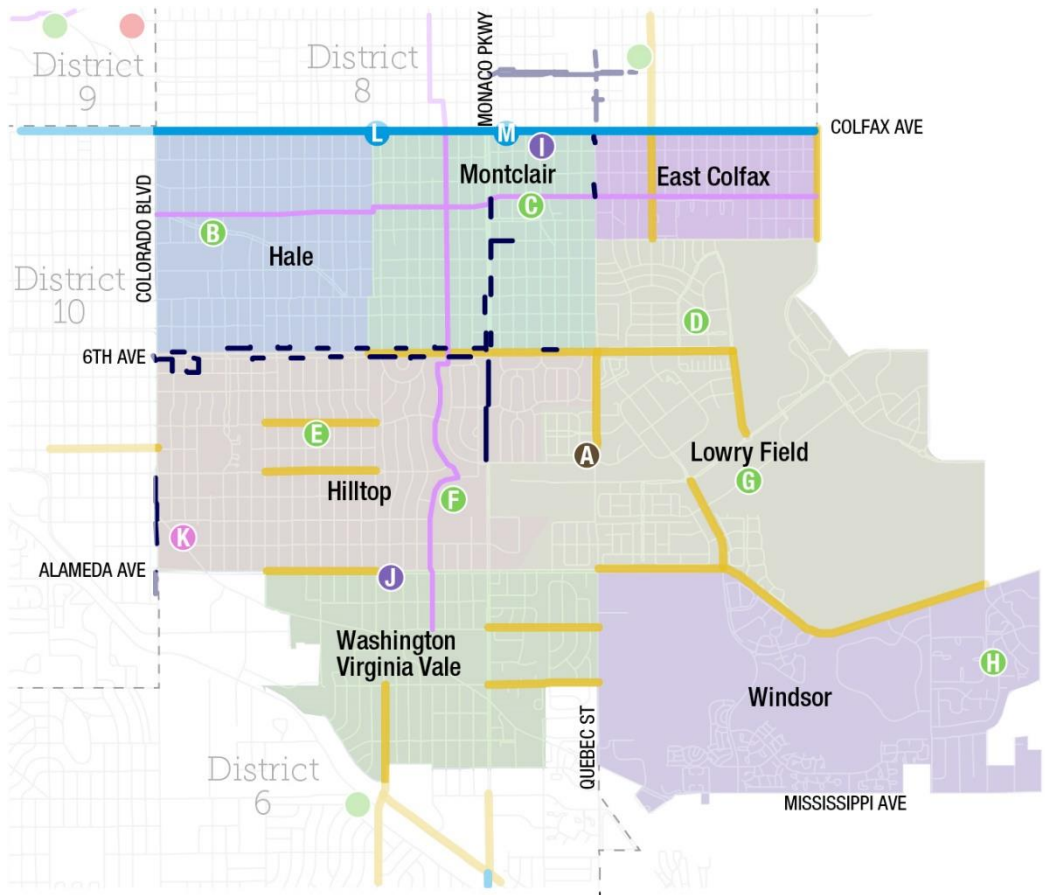 MONACO PKWY
District
9
District
8
L
M
I
COLFAX AVE
Montclair
East Colfax
COLORADO BLVD
C
B
Hale
District
10
D
6TH AVE
E
A
Lowry Field
G
Hilltop
F
K
ALAMEDA AVE
J
Washington
Virginia Vale
H
Windsor
QUEBEC ST
District
6
MISSISSIPPI AVE